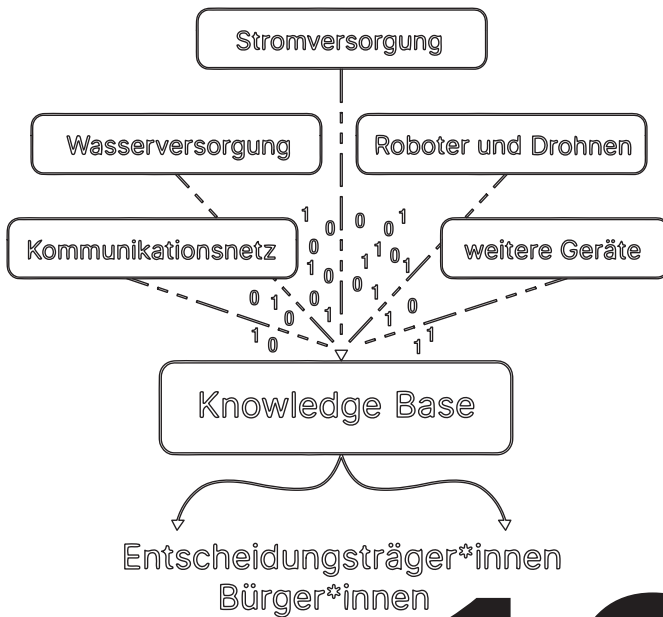 Stromversorgung
Wasserversorgung
Roboter und Drohnen
Kommunikationsnetz
weitere Geräte
Knowledge Base
Entscheidungsträger*innen
Bürger*innen